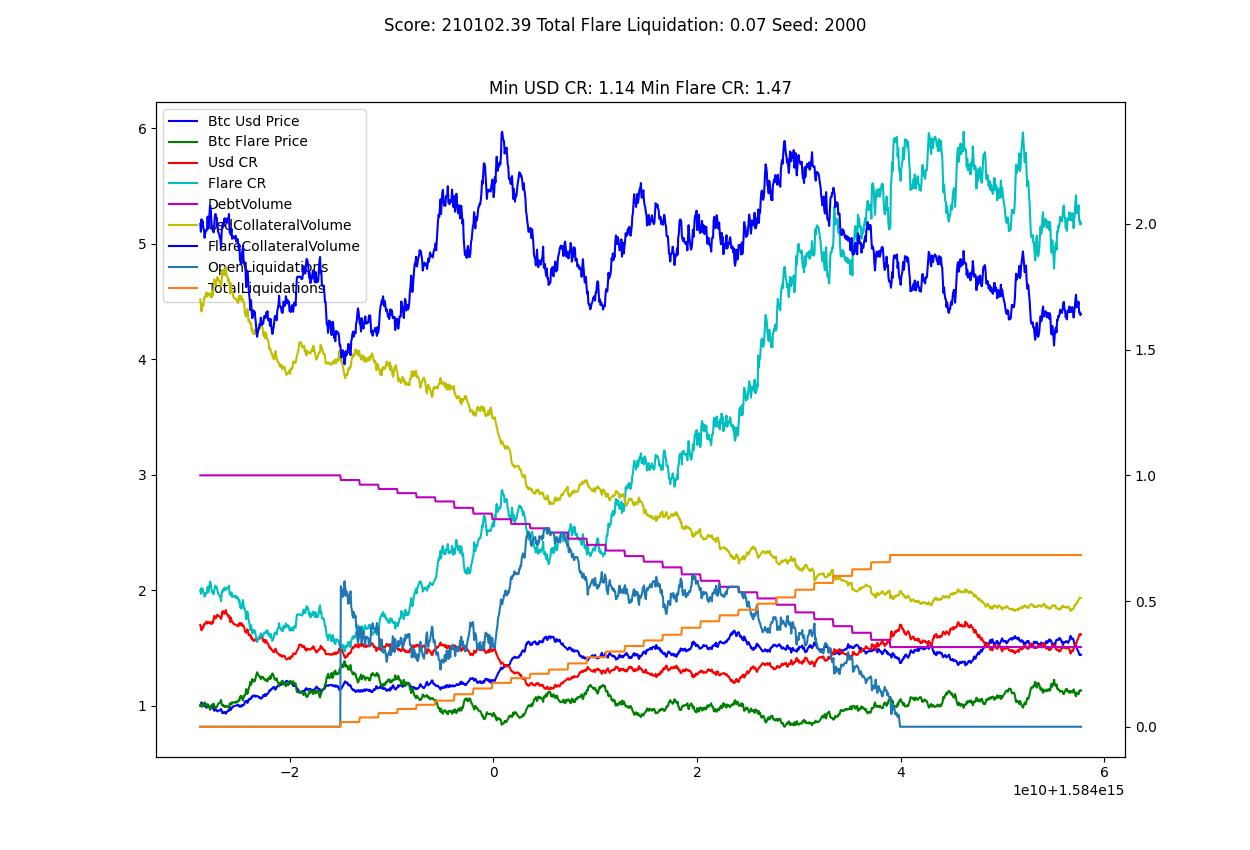 Score: 210102.39 Total Flare Liquidation: 0.07 Seed: 2000
Min USD CR: 1.14 Min Flare CR: 1.47
Btc Usd Price
Btc Flare Price
Usd CR
Flare CR
DebtVolume
UsdCollateralVolume
FlareCollateralVolume
OpenLiquidations
TotalLiquidations
6
5
4
3
2
1
2.0
1.5
1.0
0.5
0.0
−2
0
2
4
6
1e10+1.584e15